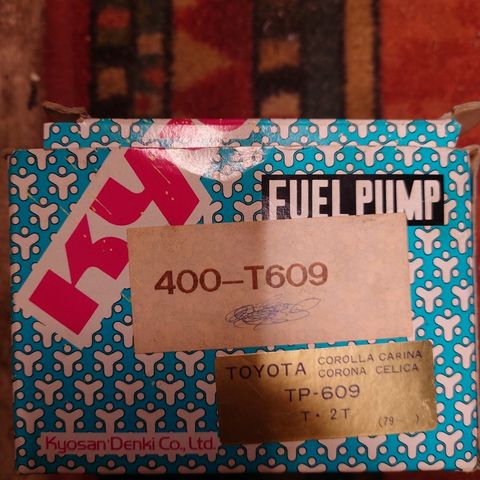 Ky
FUEL PUMP
400-T609
TOYOTA COROLLA CARINA
CORONA CELICA
TP-609
T・2T (79- )
Kyosan Denki Co., Ltd.